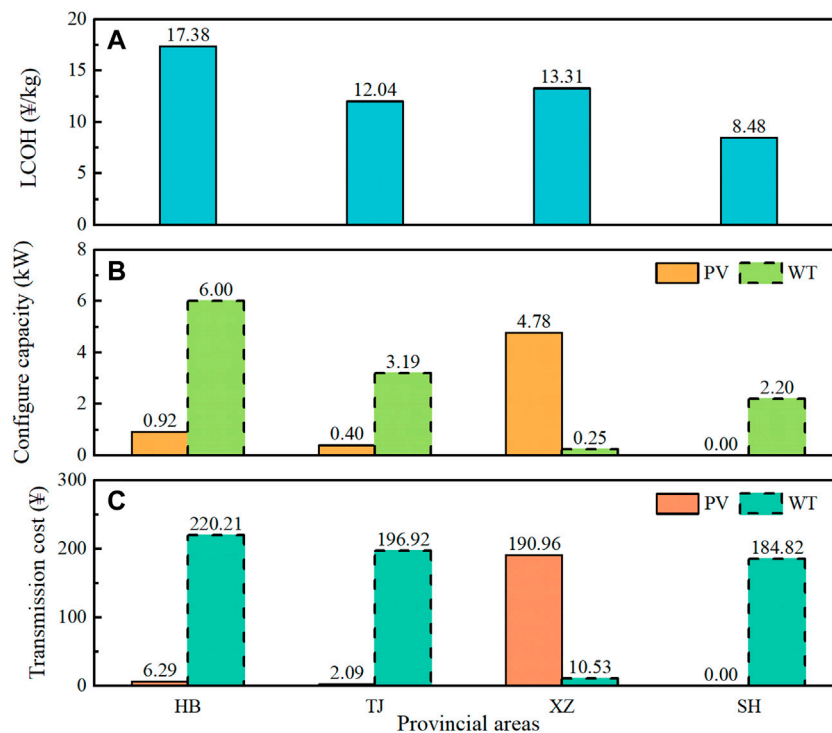 A
LCOH (¥/kg)
20
15
10
5
0
17.38
12.04
13.31
8.48
B
PV
WT
Configure capacity (kW)
8
6
4
2
0
0.92
6.00
0.40
3.19
4.78
0.25
0.00
2.20
C
PV
WT
Transmission cost (¥)
300
200
100
0
6.29
220.21
2.09
196.92
190.96
10.53
0.00
184.82
HB
TJ
XZ
SH
Provincial areas